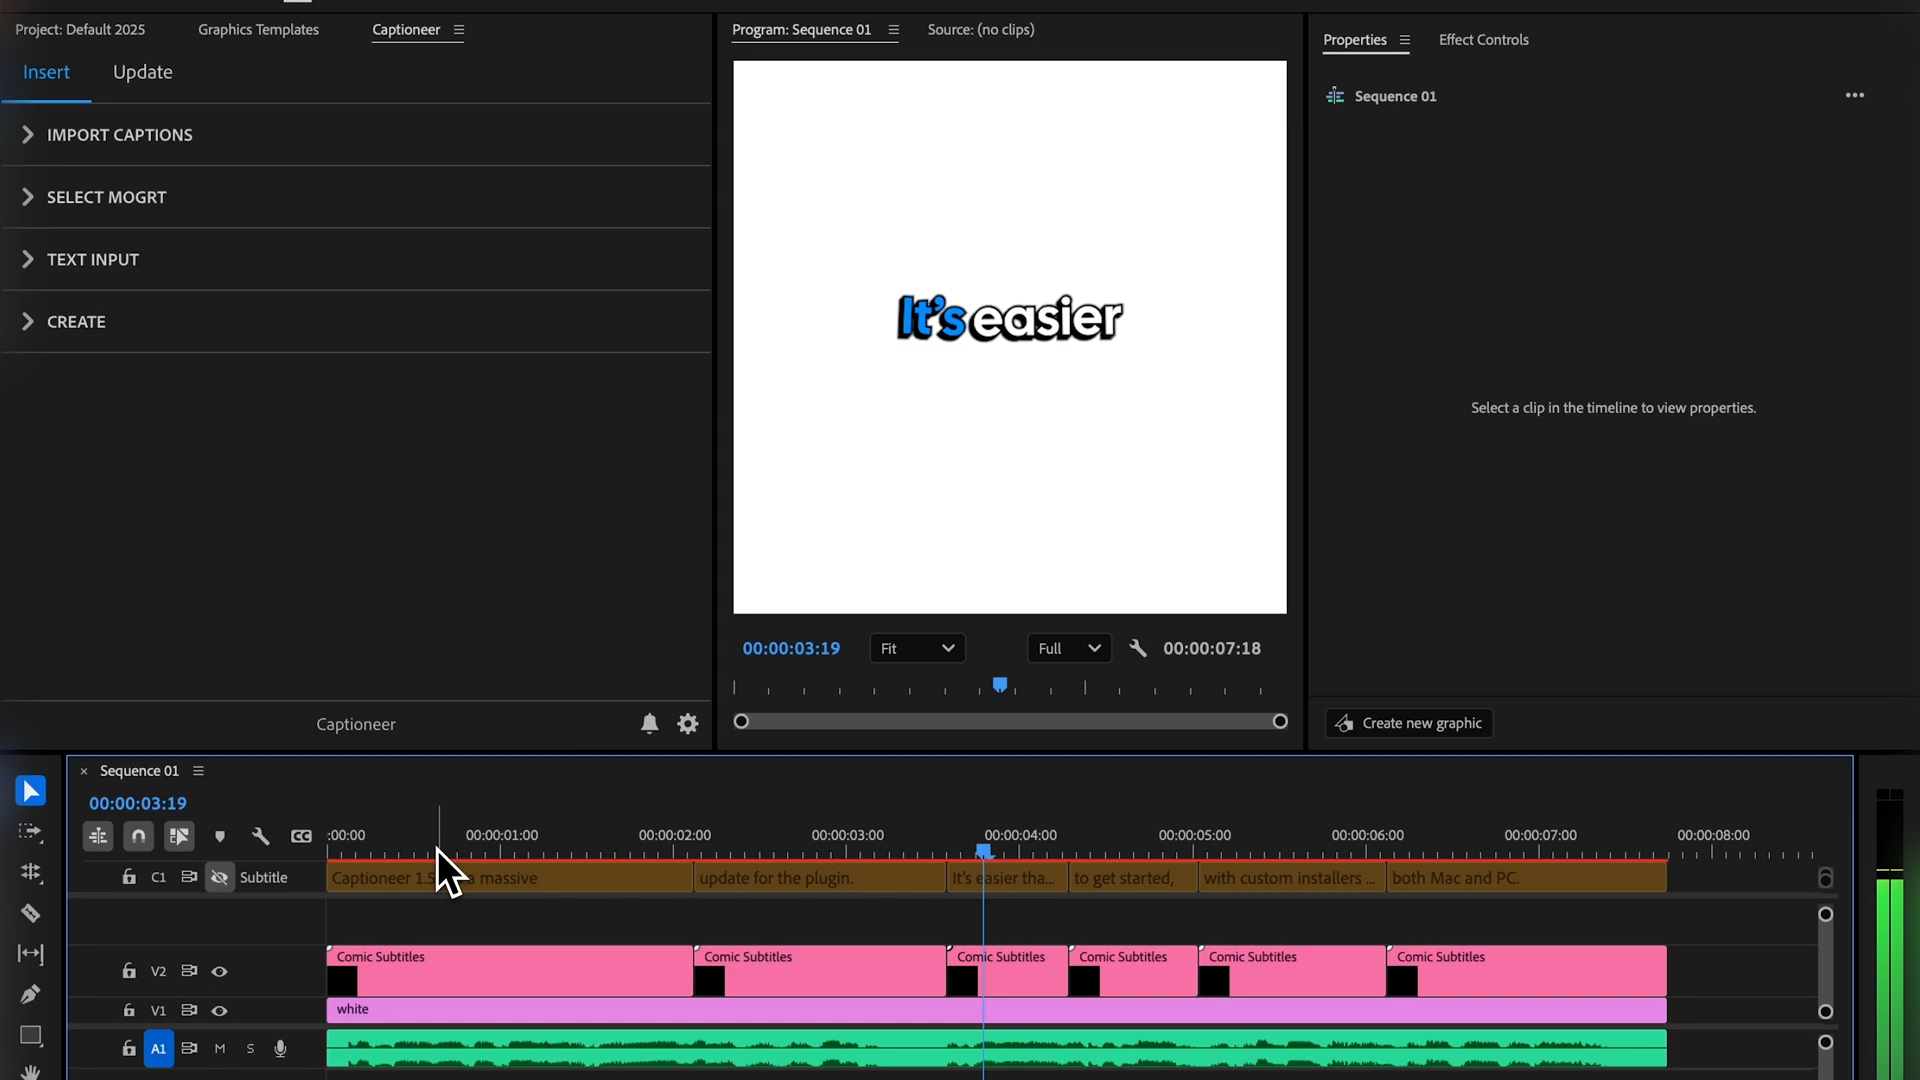 Project: Default 2025
Graphics Templates
Captioneer
Program: Sequence 01
Source: (no clips)
Properties
Effect Controls
Insert
Update
Sequence 01
IMPORT CAPTIONS
SELECT MOGRT
TEXT INPUT
CREATE
It's easier
Select a clip in the timeline to view properties.
00:00:03:19
Fit
Full
00:00:07:18
Captioneer
Create new graphic
× Sequence 01
00:00:03:19
CC
:00:00
00:00:01:00
00:00:02:00
00:00:03:00
00:00:04:00
00:00:05:00
00:00:06:00
00:00:07:00
00:00:08:00
C1
Subtitle
Captioneer 1.5
a massive
update for the plugin.
It's easier tha...
to get started,
with custom installers ...
both Mac and PC.
V2
Comic Subtitles
Comic Subtitles
Comic Subtitles
Comic Subtitles
Comic Subtitles
Comic Subtitles
V1
white
A1
M
S